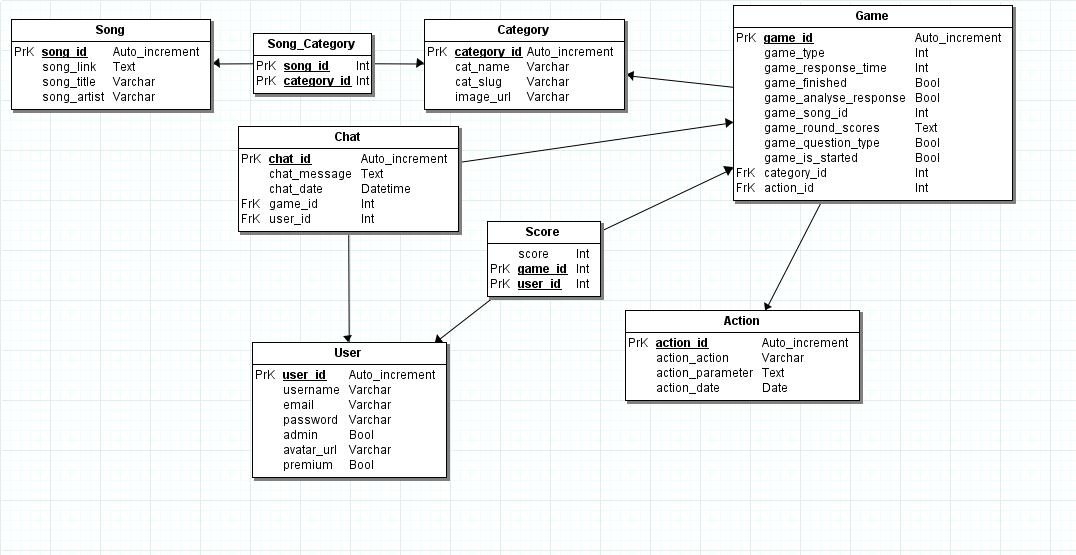 Song
PrK song_id Auto_increment
song_link Text
song_title Varchar
song_artist Varchar
Song_Category
PrK song_id Int
PrK category_id Int
Category
PrK category_id Auto_increment
cat_name Varchar
cat_slug Varchar
image_url Varchar
Game
PrK game_id Auto_increment
game_type Int
game_response_time Int
game_finished Bool
game_analyse_response Bool
game_song_id Int
game_round_scores Text
game_question_type Bool
game_is_started Bool
FrK category_id Int
FrK action_id Int
Chat
PrK chat_id Auto_increment
chat_message Text
chat_date Datetime
FrK game_id Int
FrK user_id Int
Score
score Int
PrK game_id Int
PrK user_id Int
Action
PrK action_id Auto_increment
action_action Varchar
action_parameter Text
action_date Date
User
PrK user_id Auto_increment
username Varchar
email Varchar
password Varchar
admin Bool
avatar_url Varchar
premium Bool